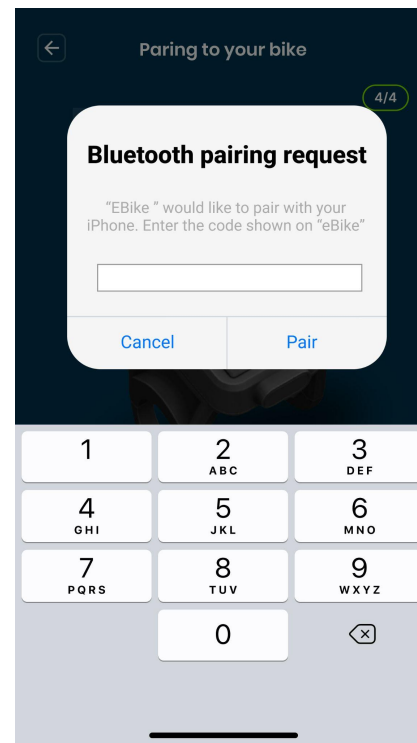 Paring to your bike
4/4
Bluetooth pairing request
“EBike ” would like to pair with your
iPhone. Enter the code shown on “eBike”
Cancel
Pair
1
2
ABC
3
DEF
4
GHI
5
JKL
6
MNO
7
PQRS
8
TUV
9
WXYZ
0